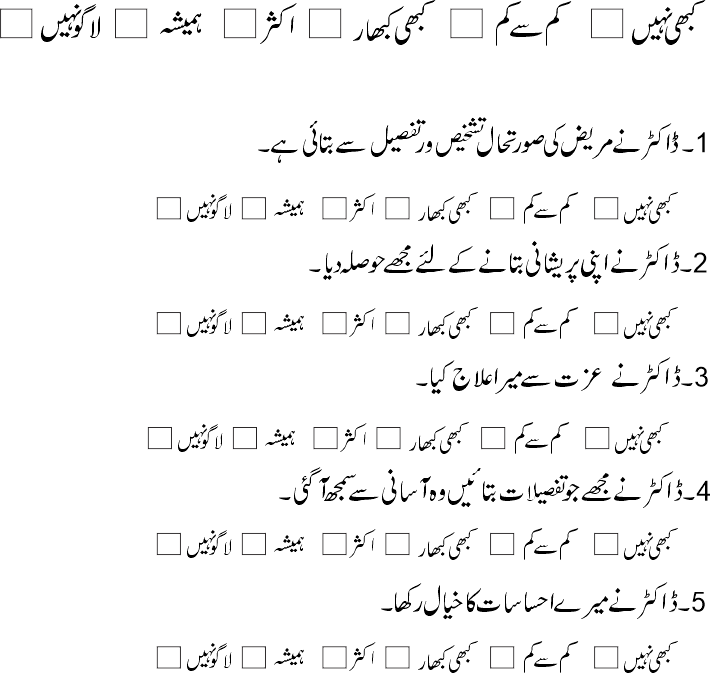 کبھی نہیں □ کم سے کم □ کبھی کبھار □ اکثر □ ہمیشہ □ لاگو نہیں □
1۔ ڈاکٹر نے مریض کی صورتحال تشخیص ور تفصیل سے بتائی ہے۔
کبھی نہیں □ کم سے کم □ کبھی کبھار □ اکثر □ ہمیشہ □ لاگو نہیں □
2۔ ڈاکٹر نے اپنی پریشانی بتانے کے لئے مجھے حوصلہ دیا۔
کبھی نہیں □ کم سے کم □ کبھی کبھار □ اکثر □ ہمیشہ □ لاگو نہیں □
3۔ ڈاکٹر نے عزت سے میرا علاج کیا۔
کبھی نہیں □ کم سے کم □ کبھی کبھار □ اکثر □ ہمیشہ □ لاگو نہیں □
4۔ ڈاکٹر نے مجھے جو تفصیلات بتائیں وہ آسانی سے سمجھ آ گئی۔
کبھی نہیں □ کم سے کم □ کبھی کبھار □ اکثر □ ہمیشہ □ لاگو نہیں □
5۔ ڈاکٹر نے میرے احساسات کا خیال رکھا۔
کبھی نہیں □ کم سے کم □ کبھی کبھار □ اکثر □ ہمیشہ □ لاگو نہیں □